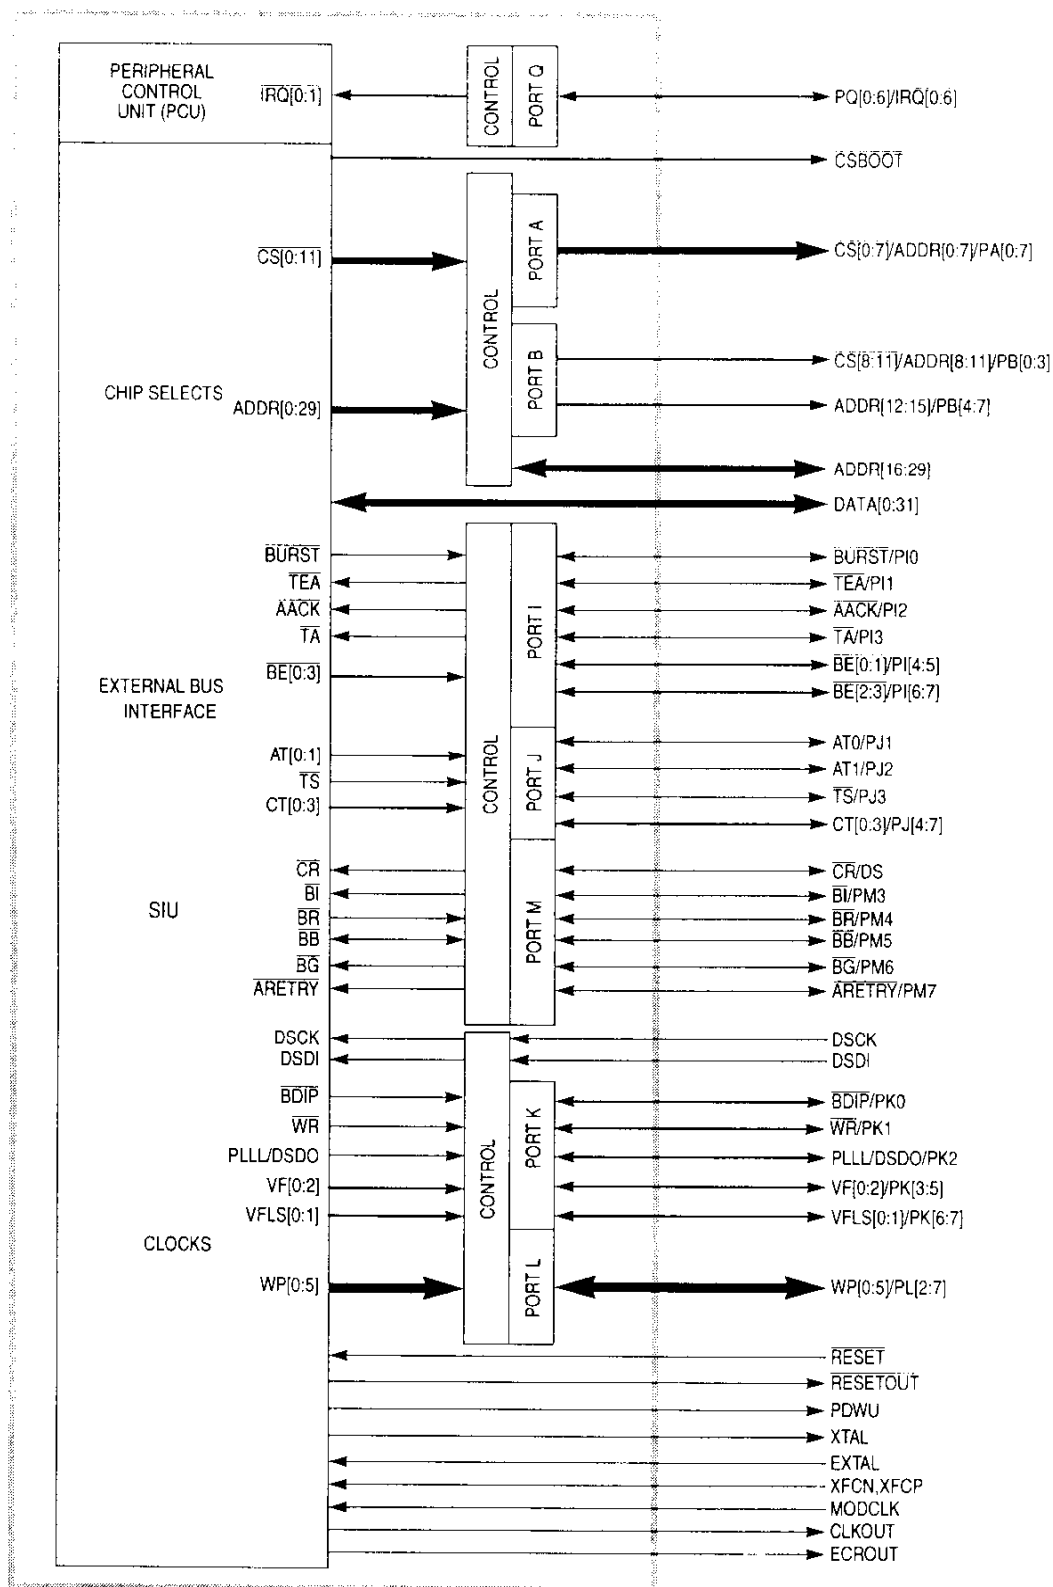 PERIPHERAL
CONTROL
UNIT (PCU)
IRQ[0:1]
CONTROL
PORT Q
PQ[0:6]/IRQ[0:6]
CSBOOT
CS[0:11]
CONTROL
PORT A
CS[0:7]/ADDR[0:7]/PA[0:7]
PORT B
CS[8:11]/ADDR[8:11]/PB[0:3]
CHIP SELECTS
ADDR[0:29]
ADDR[12:15]/PB[4:7]
ADDR[16:29]
DATA[0:31]
BURST
BURST/PI0
TEA
TEA/PI1
AACK
AACK/PI2
TA
TA/PI3
PORT I
BE[0:3]
BE[0:1]/PI[4:5]
BE[2:3]/PI[6:7]
EXTERNAL BUS
INTERFACE
CONTROL
AT[0:1]
AT0/PJ1
AT1/PJ2
TS
TS/PJ3
PORT J
CT[0:3]
CT[0:3]/PJ[4:7]
CR
CR/DS
BI
BI/PM3
SIU
BR
BR/PM4
PORT M
BB
BB/PM5
BG
BG/PM6
ARETRY
ARETRY/PM7
DSCK
DSCK
DSDI
DSDI
BDIP
BDIP/PK0
WR
WR/PK1
PORT K
PLLL/DSDO
PLLL/DSDO/PK2
CONTROL
VF[0:2]
VF[0:2]/PK[3:5]
VFLS[0:1]
VFLS[0:1]/PK[6:7]
CLOCKS
WP[0:5]
PORT L
WP[0:5]/PL[2:7]
RESET
RESETOUT
PDWU
XTAL
EXTAL
XFCN,XFCP
MODCLK
CLKOUT
ECROUT